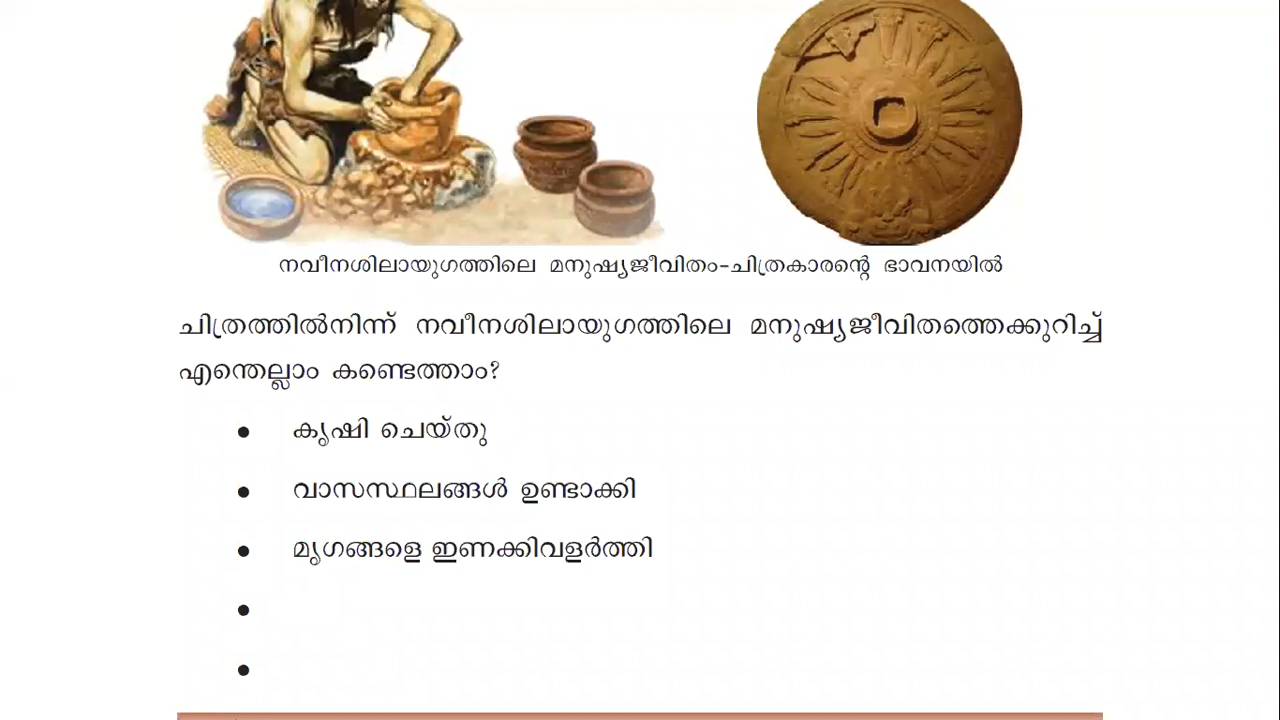 നവീനശിലായുഗത്തിലെ മനുഷ്യജീവിതം-ചിത്രകാരന്റെ ഭാവനയിൽ
ചിത്രത്തിൽനിന്ന് നവീനശിലായുഗത്തിലെ മനുഷ്യജീവിതത്തെക്കുറിച്ച്
എന്തെല്ലാം കണ്ടെത്താം?
• കൃഷി ചെയ്തു
• വാസസ്ഥലങ്ങൾ ഉണ്ടാക്കി
• മൃഗങ്ങളെ ഇണക്കിവളർത്തി
•
•